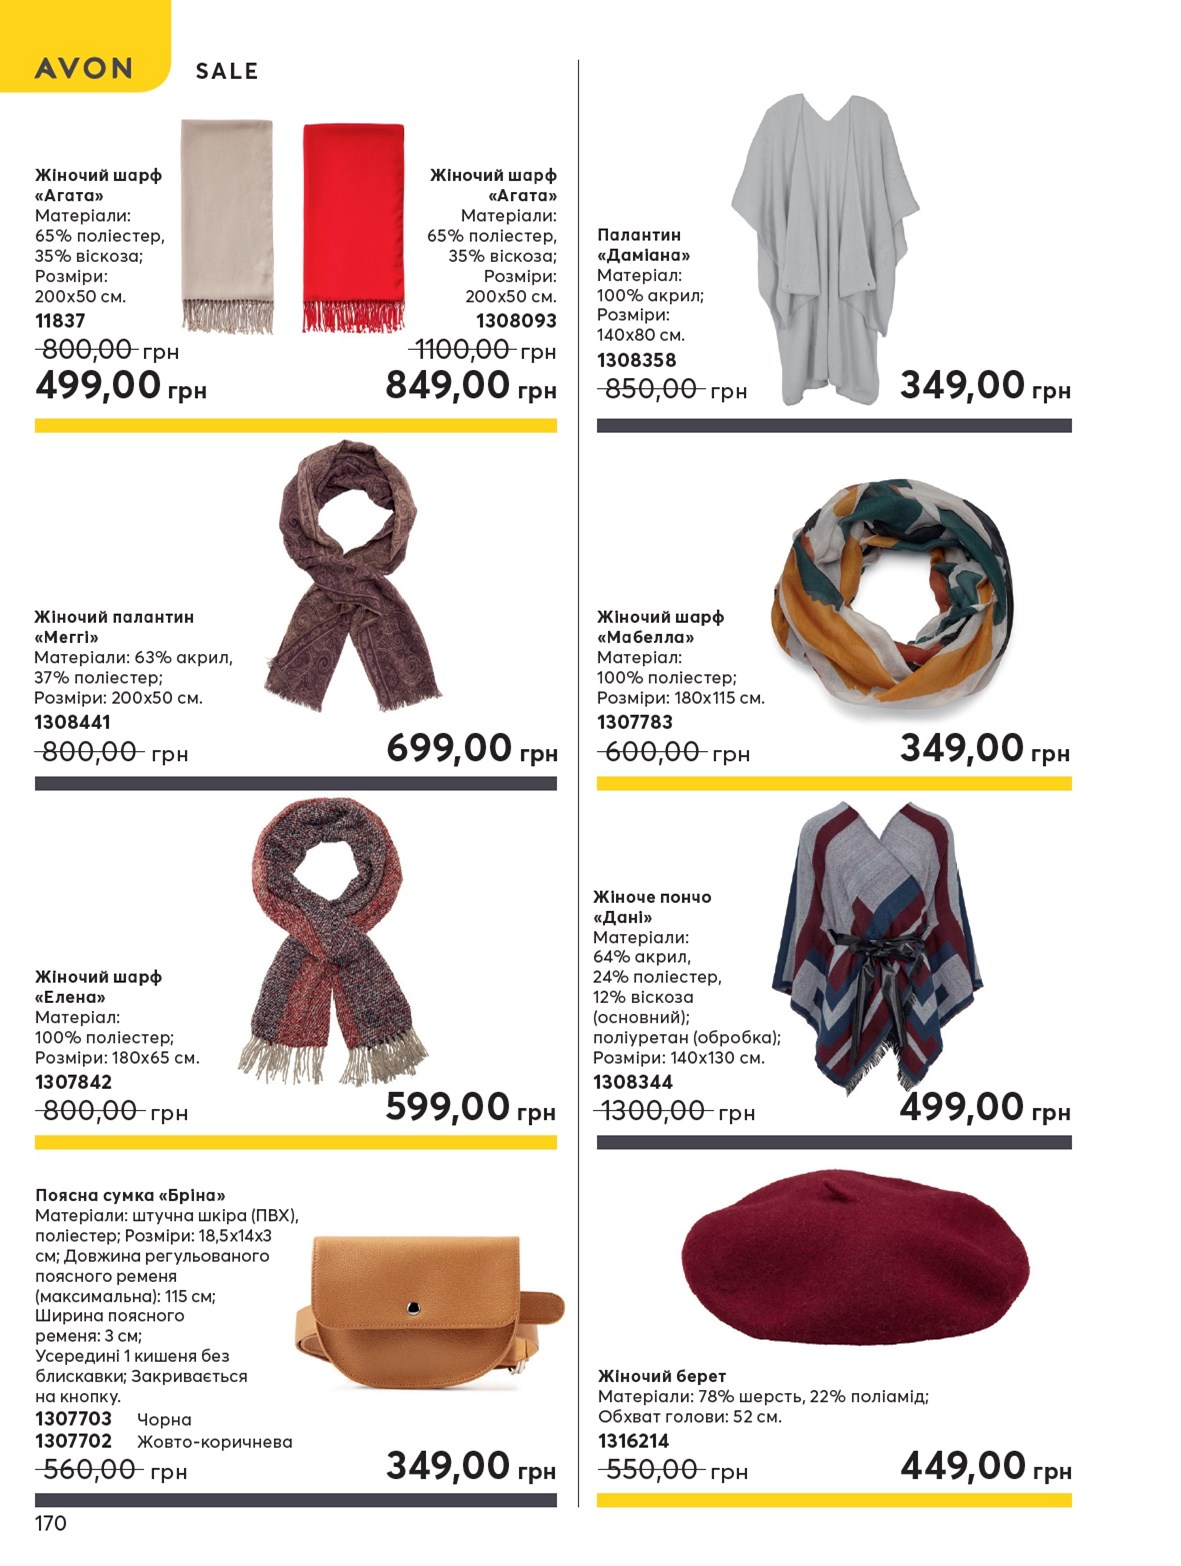 AVON
SALE
Жіночий шарф
«Агата»
Матеріали:
65% поліестер,
35% віскоза;
Розміри:
200х50 см.
11837
800,00 грн
499,00 грн
Жіночий шарф
«Агата»
Матеріали:
65% поліестер,
35% віскоза;
Розміри:
200х50 см.
1308093
1100,00 грн
849,00 грн
Жіночий палантин
«Меггі»
Матеріали: 63% акрил,
37% поліестер;
Розміри: 200х50 см.
1308441
800,00 грн
699,00 грн
Жіночий шарф
«Елена»
Матеріал:
100% поліестер;
Розміри: 180х65 см.
1307842
800,00 грн
599,00 грн
Поясна сумка «Бріна»
Матеріали: штучна шкіра (ПВХ),
поліестер; Розміри: 18,5х14х3
см; Довжина регульованого
поясного ременя
(максимальна): 115 см;
Ширина поясного
ременя: 3 см;
Усередині 1 кишеня без
блискавки; Закривається
на кнопку.
1307703 Чорна
1307702 Жовто-коричнева
560,00 грн
349,00 грн
Палантин
«Даміана»
Матеріал:
100% акрил;
Розміри:
140х80 см.
1308358
850,00 грн
349,00 грн
Жіночий шарф
«Мабелла»
Матеріал:
100% поліестер;
Розміри: 180х115 см.
1307783
600,00 грн
349,00 грн
Жіноче пончо
«Дані»
Матеріали:
64% акрил,
24% поліестер,
12% віскоза
(основний);
поліуретан (обробка);
Розміри: 140х130 см.
1308344
1300,00 грн
499,00 грн
Жіночий берет
Матеріали: 78% шерсть, 22% поліамід;
Обхват голови: 52 см.
1316214
550,00 грн
449,00 грн
170